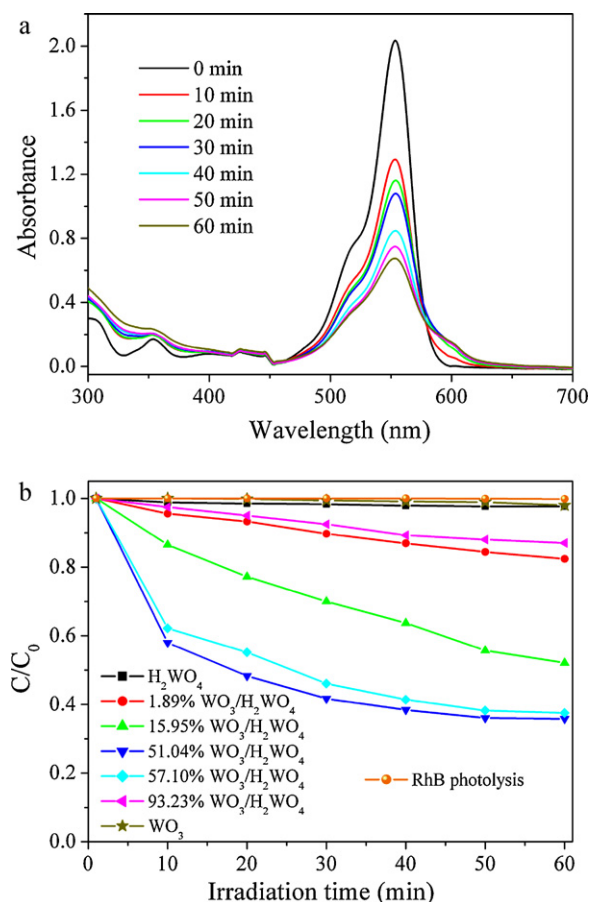 a
2.0
1.6
1.2
0.8
0.4
0.0
Absorbance
0 min
10 min
20 min
30 min
40 min
50 min
60 min
300 400 500 600 700
Wavelength (nm)
b
1.0
0.8
0.6
0.4
0.2
0.0
C/C₀
H₂WO₄
1.89% WO₃/H₂WO₄
15.95% WO₃/H₂WO₄
51.04% WO₃/H₂WO₄
57.10% WO₃/H₂WO₄
93.23% WO₃/H₂WO₄
WO₃
RhB photolysis
0 10 20 30 40 50 60
Irradiation time (min)